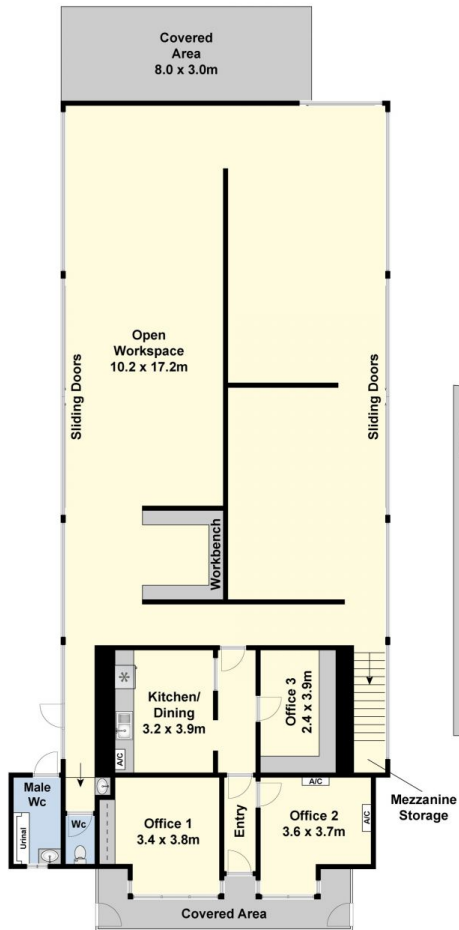 Covered
Area
8.0 x 3.0m
Open
Workspace
10.2 x 17.2m
Sliding Doors
Sliding Doors
Workbench
Kitchen/
Dining
3.2 x 3.9m
A/C
Office 3
2.4 x 3.9m
Mezzanine
Storage
Male
Wc
Urinal
Wc
Office 1
3.4 x 3.8m
Entry
A/C
Office 2
3.6 x 3.7m
A/C
Covered Area